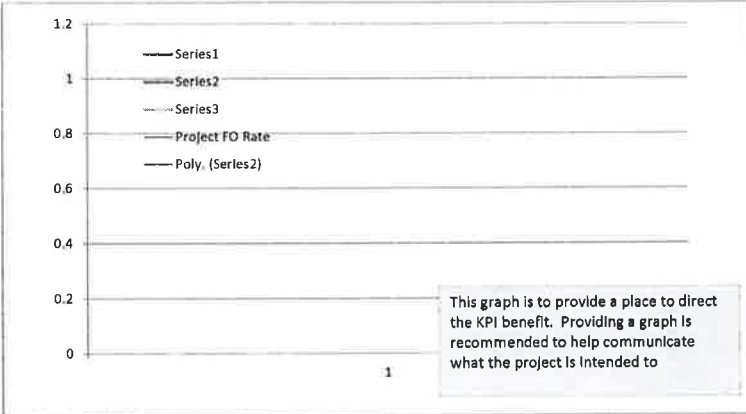 1.2
1
0.8
0.6
0.4
0.2
0
Series1
Series2
Series3
Project FO Rate
Poly. (Series2)
1
This graph is to provide a place to direct
the KPI benefit. Providing a graph is
recommended to help communicate
what the project is intended to